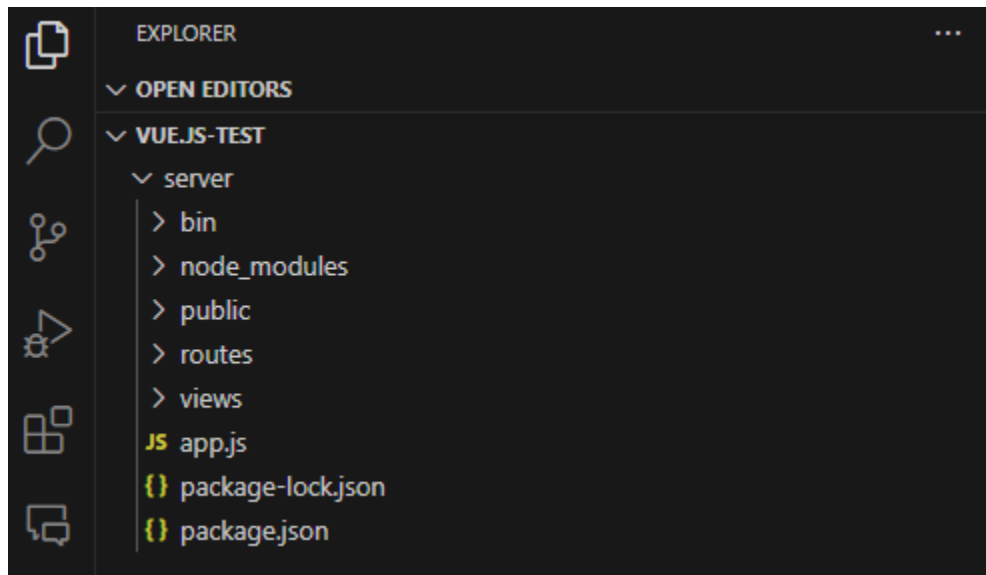 EXPLORER
OPEN EDITORS
VUE.JS-TEST
server
bin
node_modules
public
routes
views
JS app.js
{} package-lock.json
{} package.json